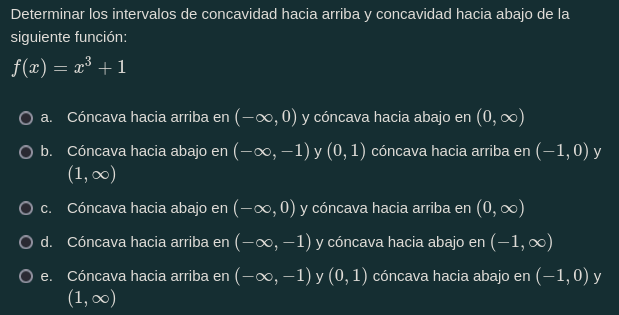 Determinar los intervalos de concavidad hacia arriba y concavidad hacia abajo de la
siguiente función:
f(x) = x³ + 1
a. Cóncava hacia arriba en (−∞, 0) y cóncava hacia abajo en (0, ∞)
b. Cóncava hacia abajo en (−∞, −1) y (0, 1) cóncava hacia arriba en (−1, 0) y
(1, ∞)
c. Cóncava hacia abajo en (−∞, 0) y cóncava hacia arriba en (0, ∞)
d. Cóncava hacia arriba en (−∞, −1) y cóncava hacia abajo en (−1, ∞)
e. Cóncava hacia arriba en (−∞, −1) y (0, 1) cóncava hacia abajo en (−1, 0) y
(1, ∞)